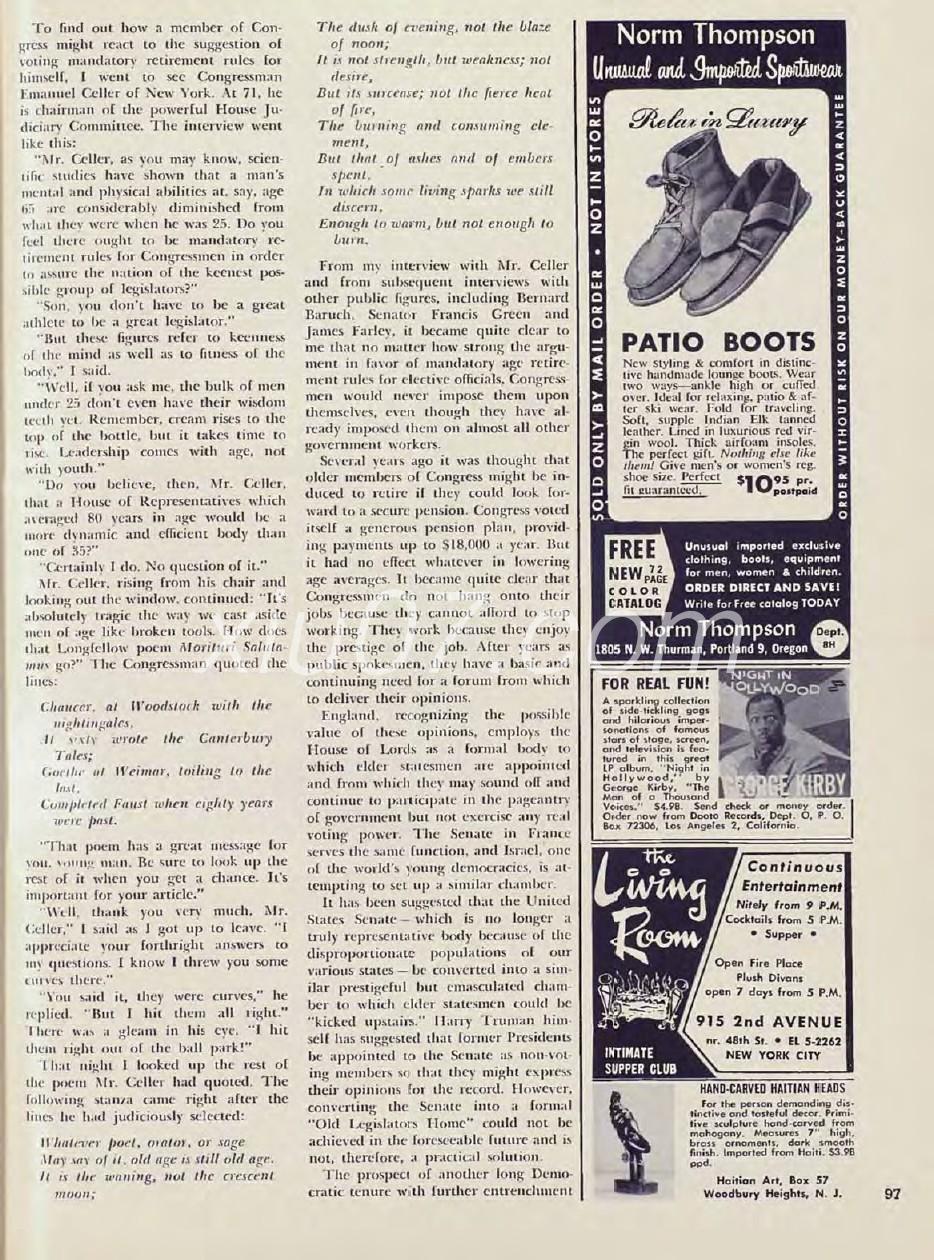 To find out how a member of Con-
gress might react to the suggestion of
voting mandatory retirement rules for
himself, I went to see Congressman
Emanuel Celler of New York. At 71, he
is chairman of the powerful House Ju-
diciary Committee. The interview went
like this:
"Mr. Celler, as you may know, scien-
tific studies have shown that a man's
mental and physical abilities at, say, age
65 are considerably diminished from
what they were when he was 25. Do you
feel there ought to be mandatory re-
tirement rules for Congressmen in order
to assure the nation of the keenest pos-
sible group of legislators?"
"Son, you don't have to be a great
athlete to be a great legislator."
"But these figures refer to keenness
of the mind as well as to fitness of the
body," I said.
"Well, if you ask me, the bulk of men
under 25 don't even have their wisdom
teeth yet. Remember, cream rises to the
top of the bottle, but it takes time to
rise. Leadership comes with age, not
with youth."
"Do you believe, then, Mr. Celler,
that a House of Representatives which
averaged 80 years in age would be a
more dynamic and efficient body than
one of 35?"
"Certainly I do. No question of it."
Mr. Celler, rising from his chair and
looking out the window, continued: "It's
absolutely tragic the way we cast aside
men of age like broken tools. How does
that Longfellow poem Morituri Saluta-
mus go?" The Congressman quoted the
lines:
Chaucer, at Woodstock with the
nightingales,
At sixty wrote the Canterbury
Tales;
Goethe at Weimar, toiling to the
last,
Completed Faust when eighty years
were past.
"That poem has a great message for
you, young man. Be sure to look up the
rest of it when you get a chance. It's
important for your article."
"Well, thank you very much, Mr.
Celler," I said as I got up to leave. "I
appreciate your forthright answers to
my questions. I know I threw you some
curves there."
"You said it, they were curves," he
replied. "But I hit them all right."
There was a gleam in his eye. "I hit
them right out of the ball park!"
That night I looked up the rest of
the poem Mr. Celler had quoted. The
following stanza came right after the
lines he had judiciously selected:
Whatever poet, orator, or sage
May say of it, old age is still old age.
It is the waning, not the crescent
moon;
The dusk of evening, not the blaze
of noon;
It is not strength, but weakness; not
desire,
But its surcease; not the fierce heat
of fire,
The burning and consuming ele-
ment,
But that of ashes and of embers
spent,
In which some living sparks we still
discern,
Enough to warm, but not enough to
burn.
From my interview with Mr. Celler
and from subsequent interviews with
other public figures, including Bernard
Baruch, Senator Francis Green and
James Farley, it became quite clear to
me that no matter how strong the argu-
ment in favor of mandatory age retire-
ment rules for elective officials, Congress-
men would never impose them upon
themselves, even though they have al-
ready imposed them on almost all other
government workers.
Several years ago it was thought that
older members of Congress might be in-
duced to retire if they could look for-
ward to a secure pension. Congress voted
itself a generous pension plan, provid-
ing payments up to $18,000 a year. But
it had no effect whatever in lowering
age averages. It became quite clear that
Congressmen do not hang onto their
jobs because they cannot afford to stop
working. They work because they enjoy
the prestige of the job. After years as
public spokesmen, they have a basic and
continuing need for a forum from which
to deliver their opinions.
England, recognizing the possible
value of these opinions, employs the
House of Lords as a formal body to
which elder statesmen are appointed
and from which they may sound off and
continue to participate in the pageantry
of government but not exercise any real
voting power. The Senate in France
serves the same function, and Israel, one
of the world's young democracies, is at-
tempting to set up a similar chamber.
It has been suggested that the United
States Senate — which is no longer a
truly representative body because of the
disproportionate populations of our
various states — be converted into a sim-
ilar prestigeful but emasculated cham-
ber to which elder statesmen could be
"kicked upstairs." Harry Truman him-
self has suggested that former Presidents
be appointed to the Senate as non-vot-
ing members so that they might express
their opinions for the record. However,
converting the Senate into a formal
"Old Legislators Home" could not be
achieved in the foreseeable future and is
not, therefore, a practical solution.
The prospect of another long Demo-
cratic tenure with further entrenchment
Norm Thompson
Unusual and Imported Sportswear
SOLD ONLY BY MAIL ORDER • NOT IN STORES
Relax in Luxury
ORDER WITHOUT RISK ON OUR MONEY-BACK GUARANTEE
PATIO BOOTS
New styling & comfort in distinc-
tive handmade lounge boots. Wear
two ways—ankle high or cuffed
over. Ideal for relaxing, patio & af-
ter ski wear. Fold for traveling.
Soft, supple Indian Elk tanned
leather. Lined in luxurious red vir-
gin wool. Thick airfoam insoles.
The perfect gift. Nothing else like
them! Give men's or women's reg.
shoe size. Perfect
fit guaranteed.
$10.95 pr.
postpaid
FREE
NEW 72 PAGE
COLOR
CATALOG
Unusual imported exclusive
clothing, boots, equipment
for men, women & children.
ORDER DIRECT AND SAVE!
Write for Free catalog TODAY
Norm Thompson
1805 N. W. Thurman, Portland 9, Oregon
Dept.
8H
FOR REAL FUN!
A sparkling collection
of side-tickling gags
and hilarious imper-
sonations of famous
stars of stage, screen,
and television is fea-
tured in this great
LP album, "Night in
Hollywood," by
George Kirby, "The
Man of a Thousand
Voices." $4.98. Send check or money order.
Order now from Dooto Records, Dept. O, P. O.
Box 72306, Los Angeles 2, California.
NIGHT IN
HOLLYWOOD
GEORGE KIRBY
the
Living
Room
INTIMATE
SUPPER CLUB
Continuous
Entertainment
Nitely from 9 P.M.
Cocktails from 5 P.M.
• Supper •
Open Fire Place
Plush Divans
open 7 days from 5 P.M.
915 2nd AVENUE
nr. 48th St. • EL 5-2262
NEW YORK CITY
HAND-CARVED HAITIAN HEADS
For the person demanding dis-
tinctive and tasteful decor. Primi-
tive sculpture hand-carved from
mahogany. Measures 7" high,
brass ornaments, dark smooth
finish. Imported from Haiti. $3.98
ppd.
Haitian Art, Box 57
Woodbury Heights, N. J.
97